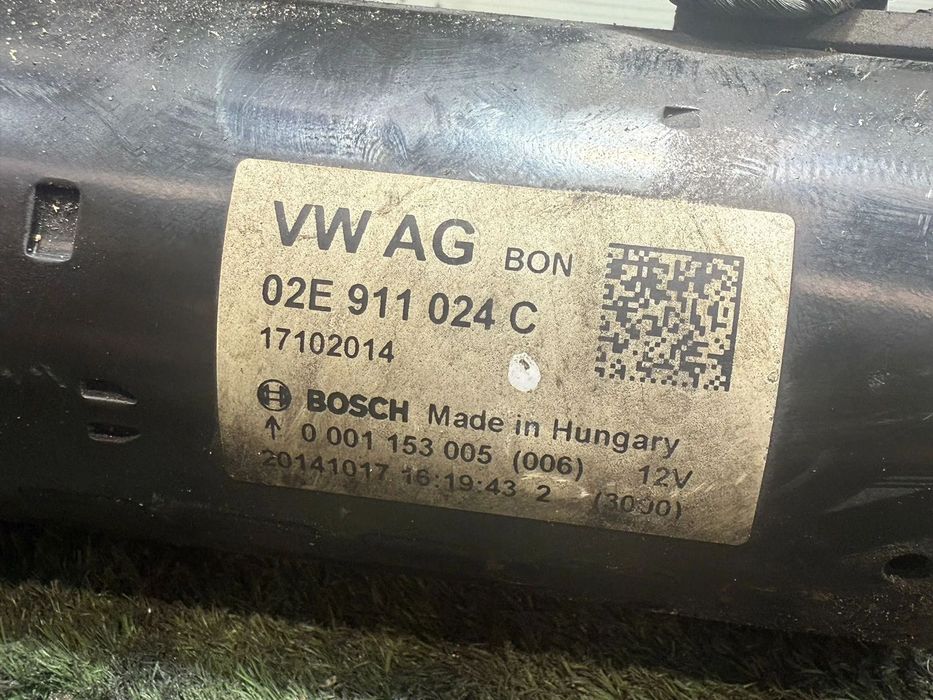 VW AG BON
02E 911 024 C
17102014
BOSCH Made in Hungary
↑ 0 001 153 005 (006) 12V
20141017 16:19:43 2 (3000)